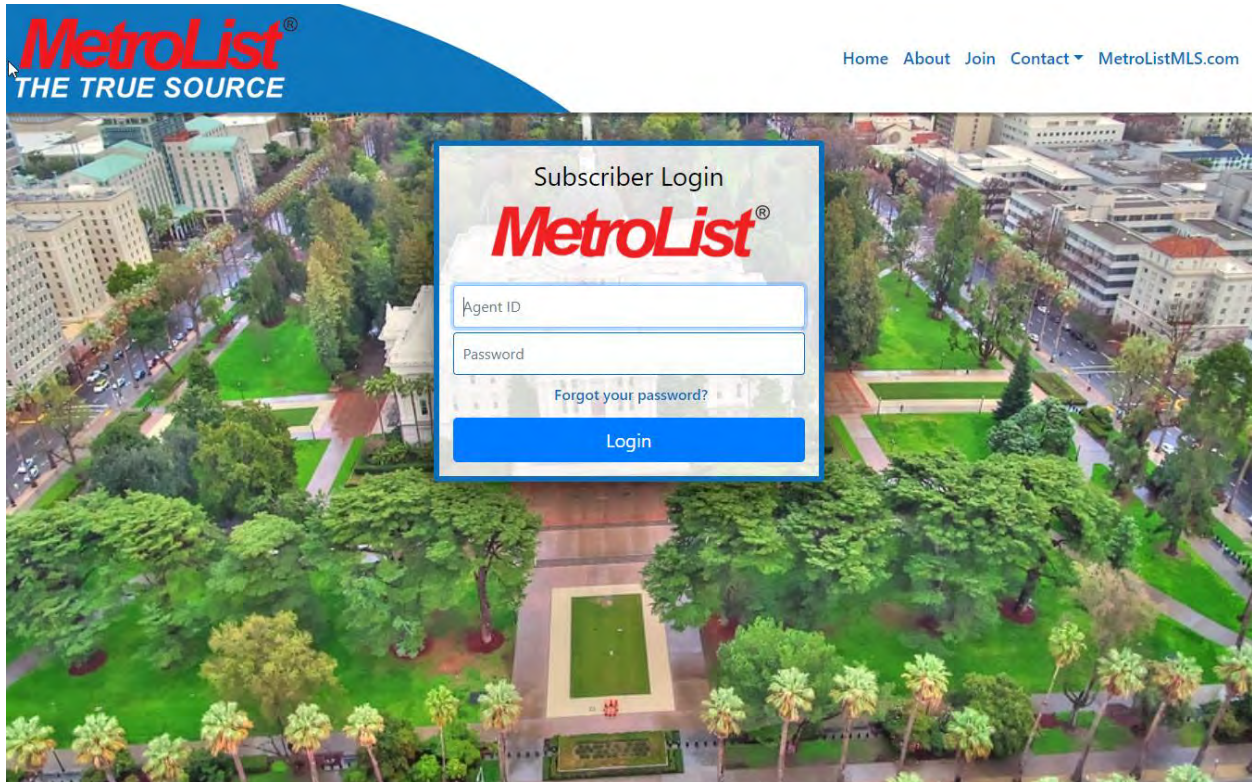 MetroList®
THE TRUE SOURCE
Home About Join Contact MetroListMLS.com
Subscriber Login
MetroList®
Agent ID
Password
Forgot your password?
Login